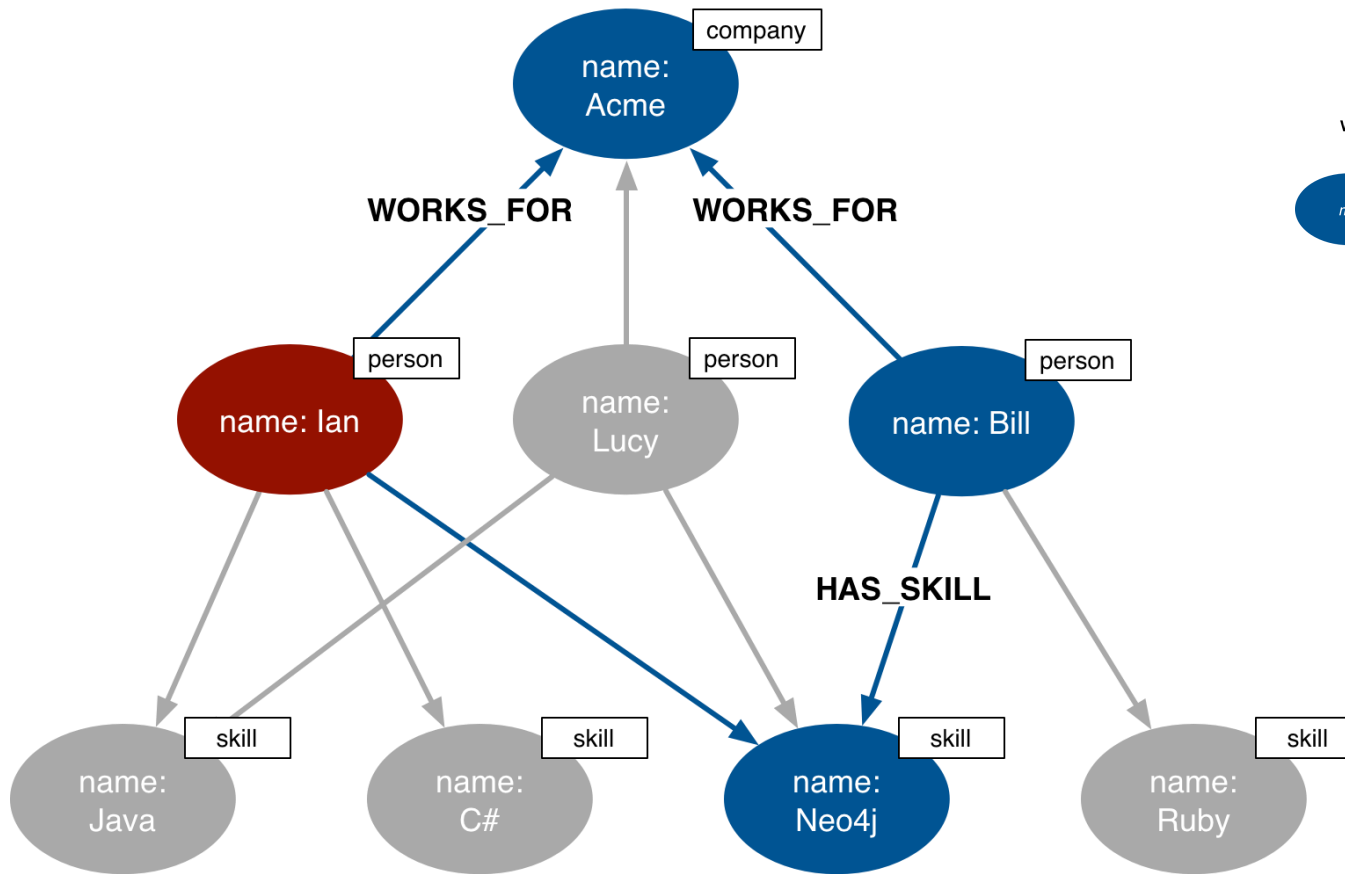 company
name:
Acme
WORKS_FOR
WORKS_FOR
person
person
person
name: Ian
name:
Lucy
name: Bill
HAS_SKILL
skill
skill
skill
skill
name:
Java
name:
C#
name:
Neo4j
name:
Ruby